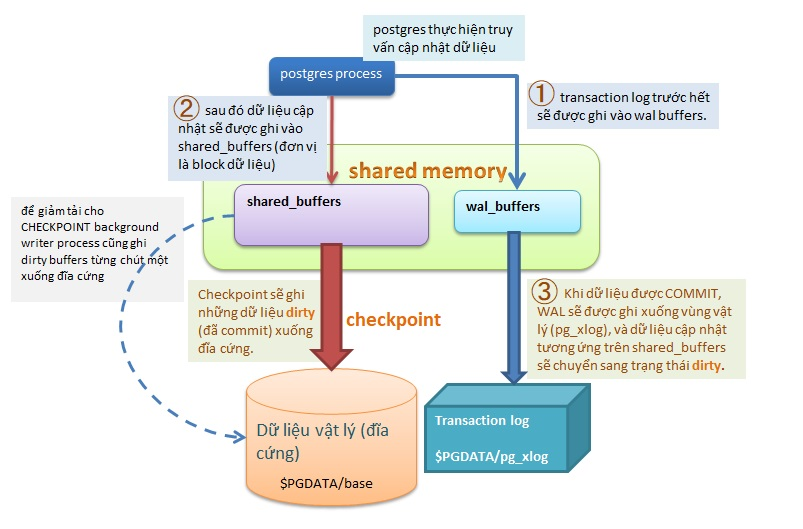 postgres thực hiện truy
vấn cập nhật dữ liệu
postgres process
① transaction log trước hết
sẽ được ghi vào wal buffers.
② sau đó dữ liệu cập
nhật sẽ được ghi vào
shared_buffers (đơn vị
là block dữ liệu)
shared memory
shared_buffers
wal_buffers
để giảm tải cho
CHECKPOINT background
writer process cũng ghi
dirty buffers từng chút một
xuống đĩa cứng
Checkpoint sẽ ghi
những dữ liệu dirty
(đã commit) xuống
đĩa cứng.
checkpoint
③ Khi dữ liệu được COMMIT,
WAL sẽ được ghi xuống vùng vật
lý (pg_xlog), và dữ liệu cập nhật
tương ứng trên shared_buffers
sẽ chuyển sang trạng thái dirty.
Dữ liệu vật lý (đĩa
cứng)
$PGDATA/base
Transaction log
$PGDATA/pg_xlog